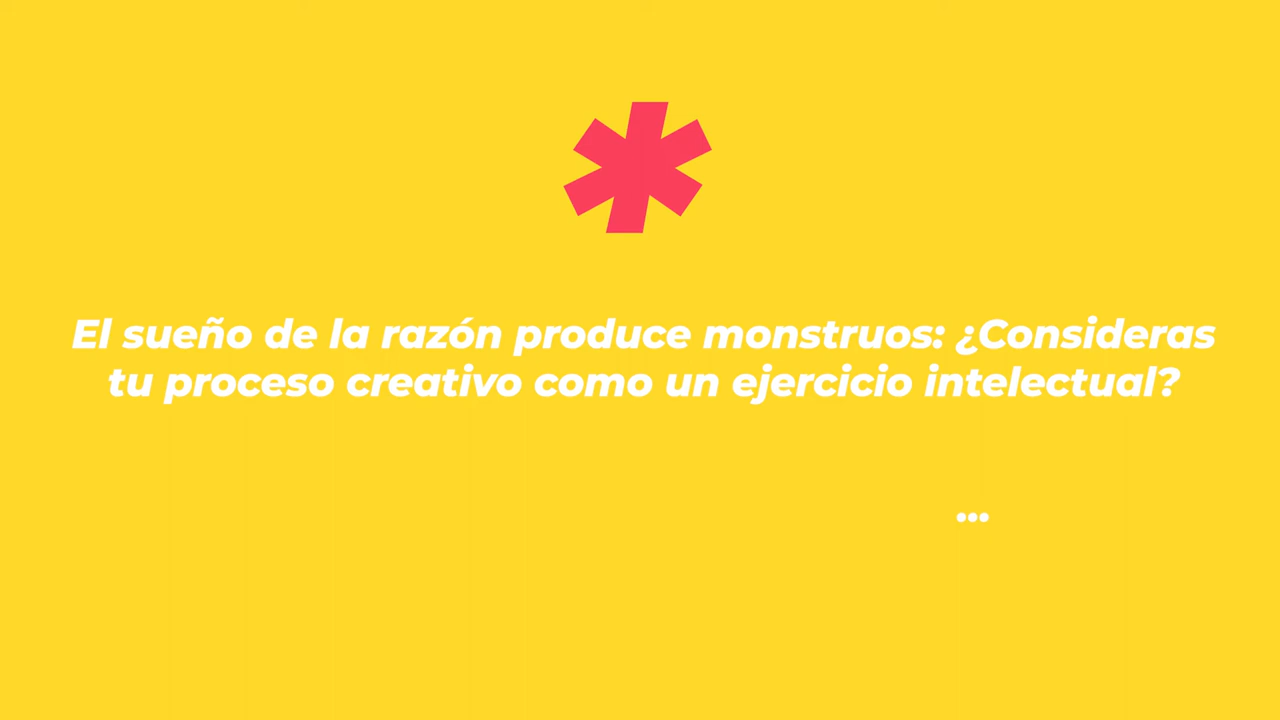 El sueño de la razón produce monstruos: ¿Consideras
tu proceso creativo como un ejercicio intelectual?
...